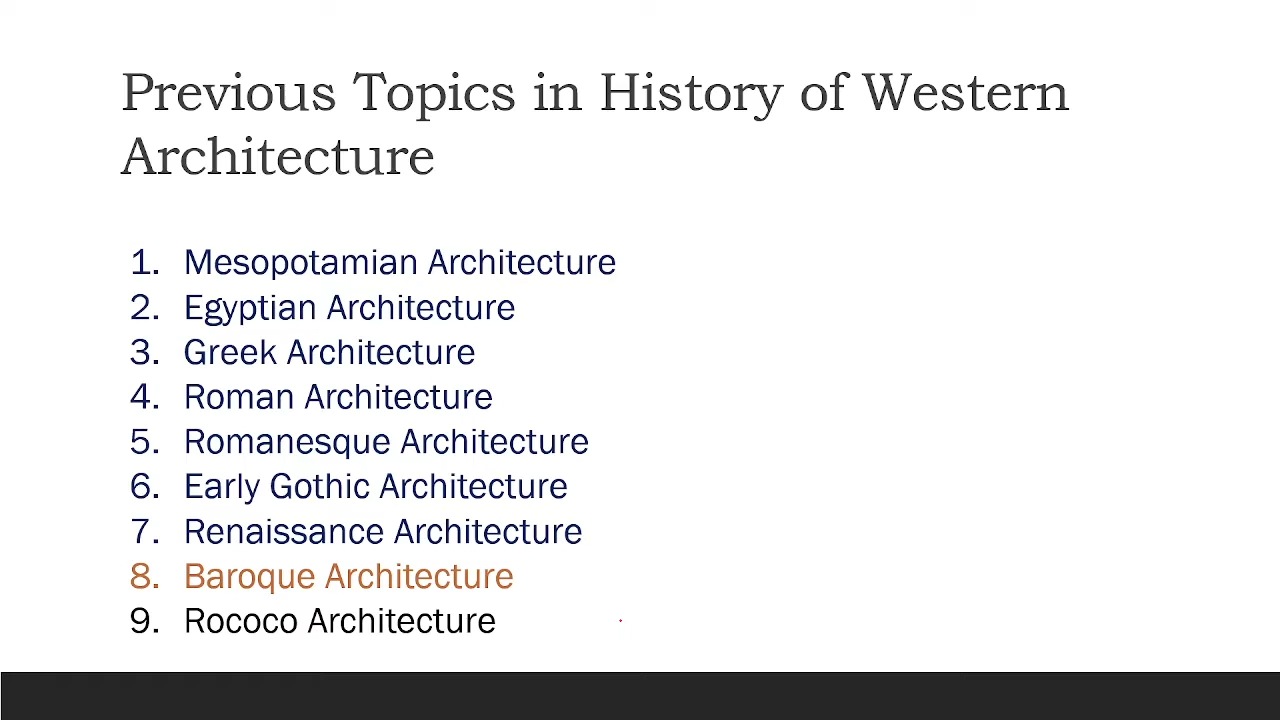 Previous Topics in History of Western
Architecture
1. Mesopotamian Architecture
2. Egyptian Architecture
3. Greek Architecture
4. Roman Architecture
5. Romanesque Architecture
6. Early Gothic Architecture
7. Renaissance Architecture
8. Baroque Architecture
9. Rococo Architecture